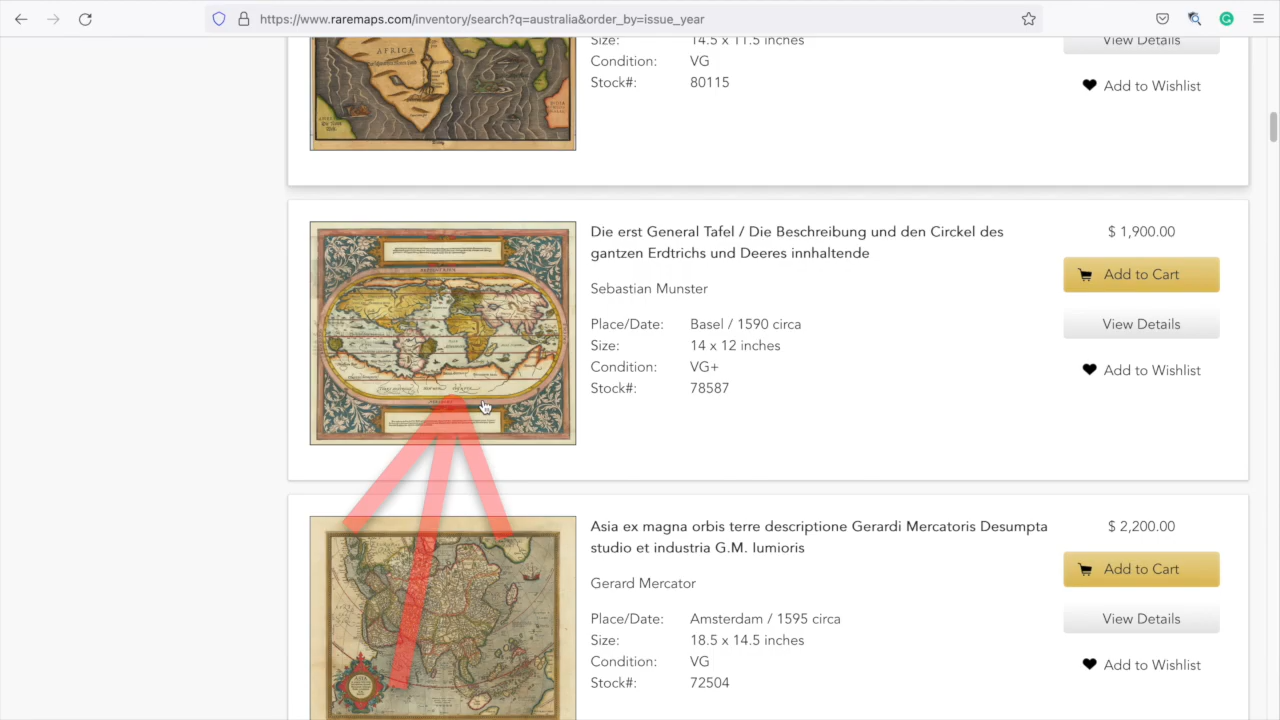 https://www.raremaps.com/inventory/search?q=australia&order_by=issue_year
AFRICA
Size: 14.5 x 11.5 inches
Condition: VG
Stock#: 80115
View Details
Add to Wishlist
Die erst General Tafel / Die Beschreibung und den Circkel des
gantzen Erdtrichs und Deeres innhaltende
Sebastian Munster
Place/Date: Basel / 1590 circa
Size: 14 x 12 inches
Condition: VG+
Stock#: 78587
$ 1,900.00
Add to Cart
View Details
Add to Wishlist
Asia ex magna orbis terre descriptione Gerardi Mercatoris Desumpta
studio et industria G.M. Iumioris
Gerard Mercator
Place/Date: Amsterdam / 1595 circa
Size: 18.5 x 14.5 inches
Condition: VG
Stock#: 72504
$ 2,200.00
Add to Cart
View Details
Add to Wishlist
ASIA